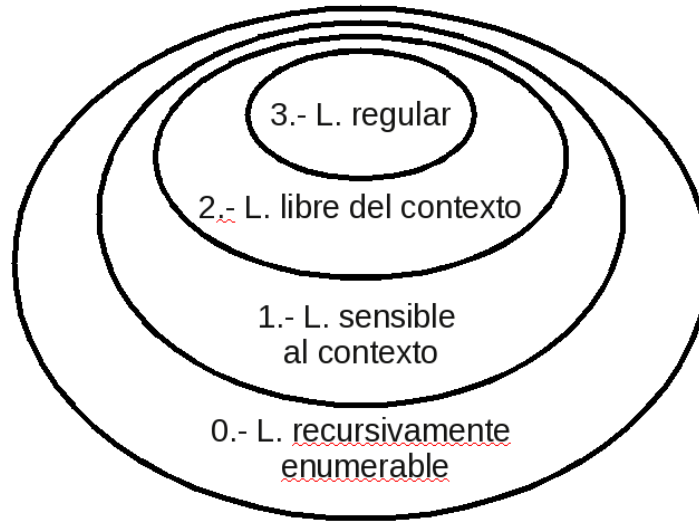 3.- L. regular
2.- L. libre del contexto
1.- L. sensible
al contexto
0.- L. recursivamente
enumerable